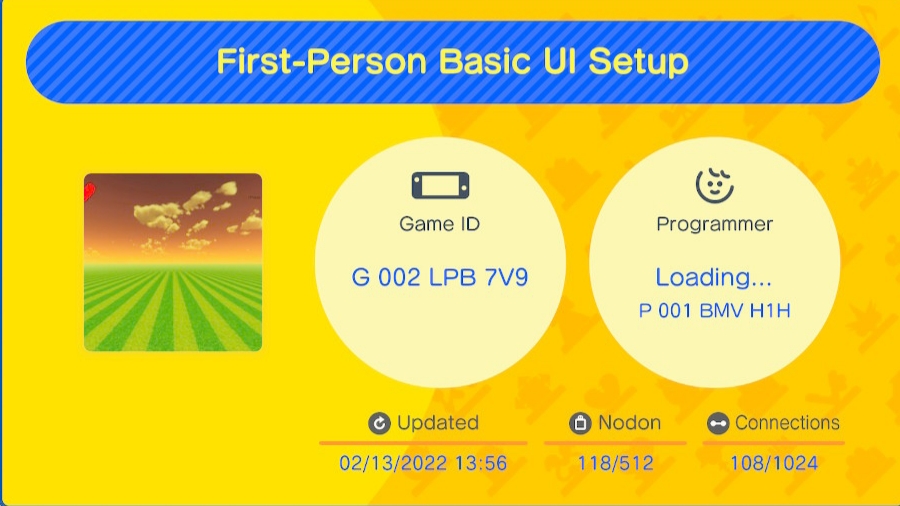 First-Person Basic UI Setup
Game ID
G 002 LPB 7V9
Programmer
Loading...
P 001 BMV H1H
Updated
02/13/2022 13:56
Nodon
118/512
Connections
108/1024